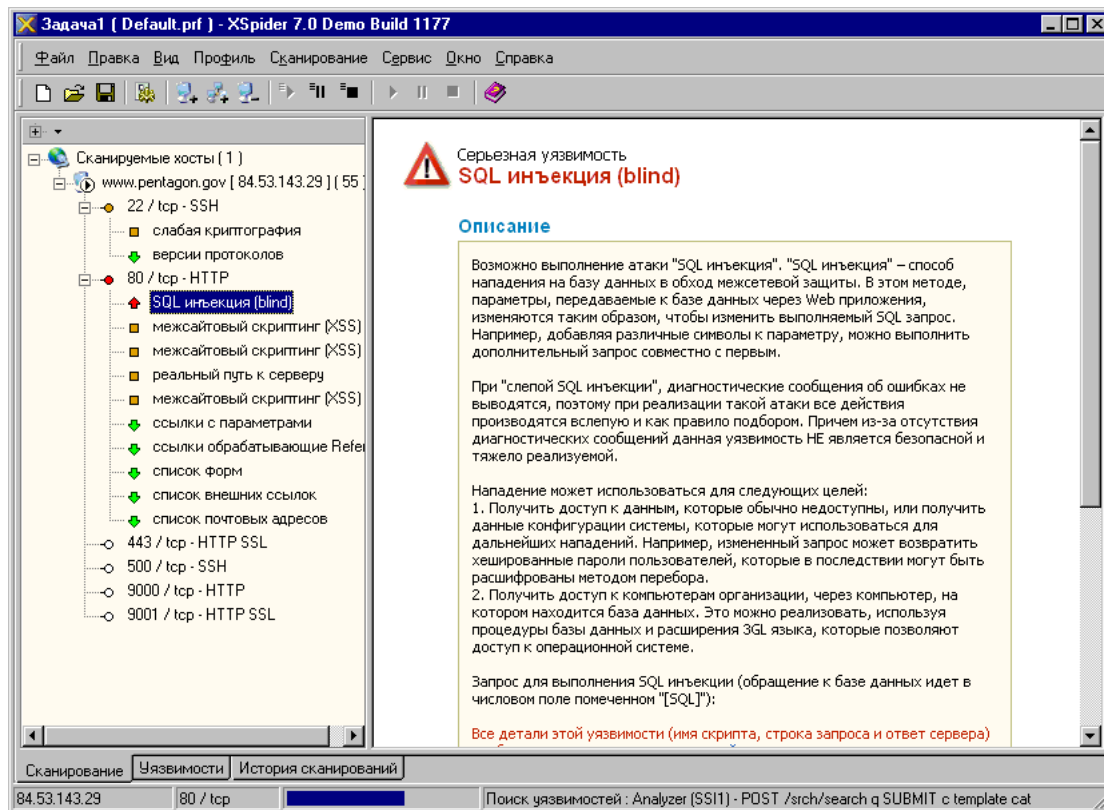 Задача1 ( Default.prf ) - XSpider 7.0 Demo Build 1177
Файл Правка Вид Профиль Сканирование Сервис Окно Справка
Сканируемые хосты ( 1 )
www.pentagon.gov [ 84.53.143.29 ] ( 55 )
22 / tcp - SSH
слабая криптография
версии протоколов
80 / tcp - HTTP
SQL инъекция (blind)
межсайтовый скриптинг (XSS)
межсайтовый скриптинг (XSS)
реальный путь к серверу
межсайтовый скриптинг (XSS)
ссылки с параметрами
ссылки обрабатывающие Refe
список форм
список внешних ссылок
список почтовых адресов
443 / tcp - HTTP SSL
500 / tcp - SSH
9000 / tcp - HTTP
9001 / tcp - HTTP SSL
Серьезная уязвимость
SQL инъекция (blind)
Описание
Возможно выполнение атаки "SQL инъекция". "SQL инъекция" – способ
нападения на базу данных в обход межсетевой защиты. В этом методе,
параметры, передаваемые к базе данных через Web приложения,
изменяются таким образом, чтобы изменить выполняемый SQL запрос.
Например, добавляя различные символы к параметру, можно выполнить
дополнительный запрос совместно с первым.
При "слепой SQL инъекции", диагностические сообщения об ошибках не
выводятся, поэтому при реализации такой атаки все действия
производятся вслепую и как правило подбором. Причем из-за отсутствия
диагностических сообщений данная уязвимость НЕ является безопасной и
тяжело реализуемой.
Нападение может использоваться для следующих целей:
1. Получить доступ к данным, которые обычно недоступны, или получить
данные конфигурации системы, которые могут использоваться для
дальнейших нападений. Например, измененный запрос может возвратить
хешированные пароли пользователей, которые в последствии могут быть
расшифрованы методом перебора.
2. Получить доступ к компьютерам организации, через компьютер, на
котором находится база данных. Это можно реализовать, используя
процедуры базы данных и расширения 3GL языка, которые позволяют
доступ к операционной системе.
Запрос для выполнения SQL инъекции (обращение к базе данных идет в
числовом поле помеченном "[SQL]"):
Все детали этой уязвимости (имя скрипта, строка запроса и ответ сервера)
Сканирование Уязвимости История сканирований
84.53.143.29 80 / tcp Поиск уязвимостей : Analyzer (SSI1) - POST /srch/search q SUBMIT c template cat